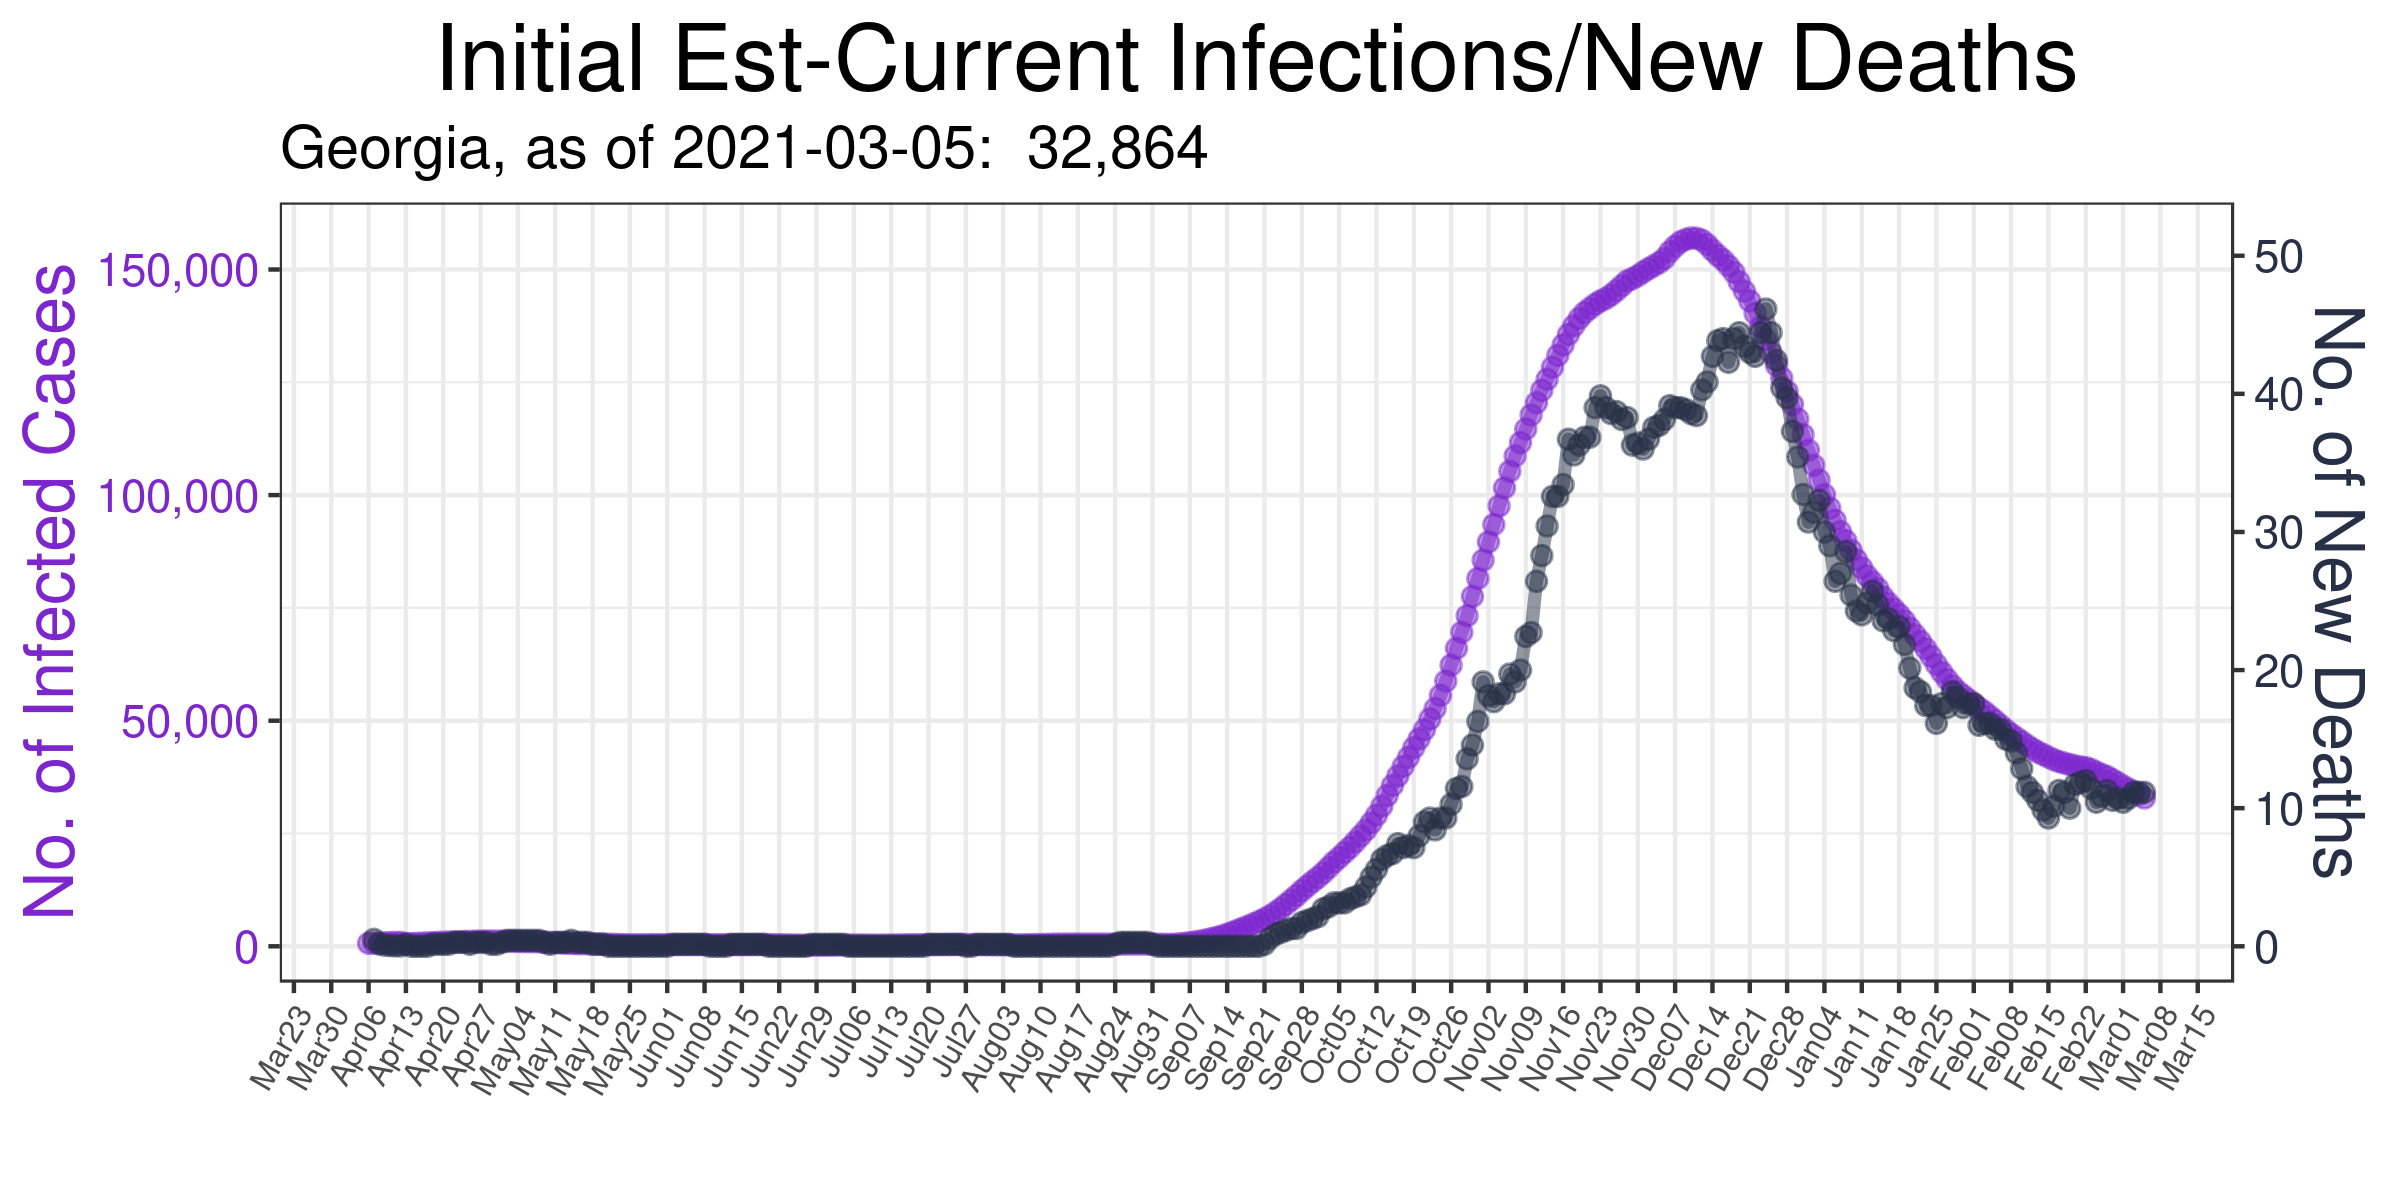 Initial Est-Current Infections/New Deaths
Georgia, as of 2021-03-05:  32,864
No. of Infected Cases
150,000
100,000
50,000
0
50
40
30
20
10
0
No. of New Deaths
Mar23
Mar30
Apr06
Apr13
Apr20
Apr27
May04
May11
May18
May25
Jun01
Jun08
Jun15
Jun22
Jun29
Jul06
Jul13
Jul20
Jul27
Aug03
Aug10
Aug17
Aug24
Aug31
Sep07
Sep14
Sep21
Sep28
Oct05
Oct12
Oct19
Oct26
Nov02
Nov09
Nov16
Nov23
Nov30
Dec07
Dec14
Dec21
Dec28
Jan04
Jan11
Jan18
Jan25
Feb01
Feb08
Feb15
Feb22
Mar01
Mar08
Mar15